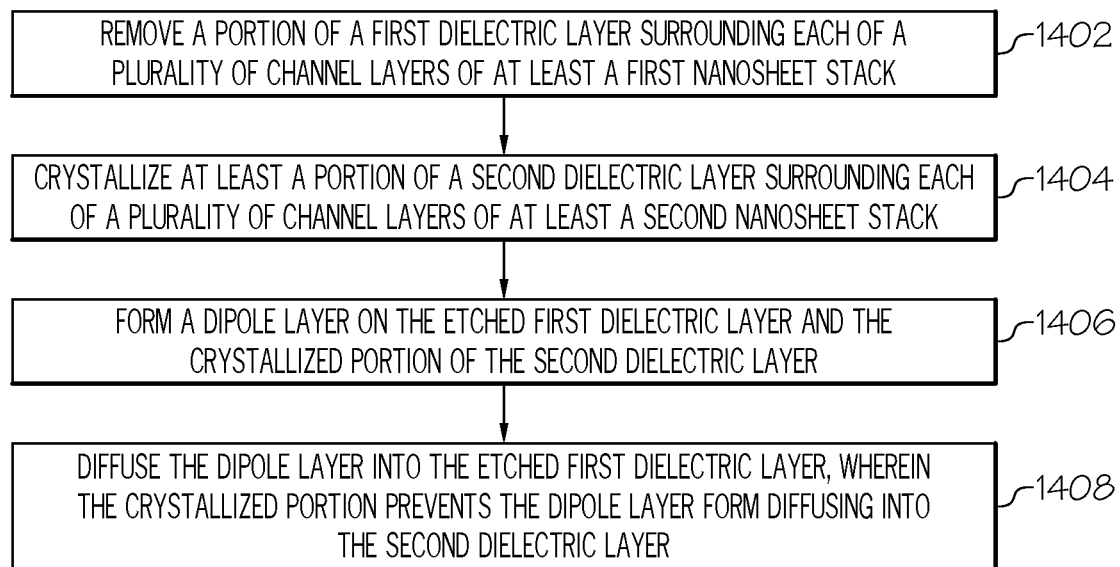 REMOVE A PORTION OF A FIRST DIELECTRIC LAYER SURROUNDING EACH OF A
PLURALITY OF CHANNEL LAYERS OF AT LEAST A FIRST NANOSHEET STACK
1402
CRYSTALLIZE AT LEAST A PORTION OF A SECOND DIELECTRIC LAYER SURROUNDING EACH
OF A PLURALITY OF CHANNEL LAYERS OF AT LEAST A SECOND NANOSHEET STACK
1404
FORM A DIPOLE LAYER ON THE ETCHED FIRST DIELECTRIC LAYER AND THE
CRYSTALLIZED PORTION OF THE SECOND DIELECTRIC LAYER
1406
DIFFUSE THE DIPOLE LAYER INTO THE ETCHED FIRST DIELECTRIC LAYER, WHEREIN
THE CRYSTALLIZED PORTION PREVENTS THE DIPOLE LAYER FORM DIFFUSING INTO
THE SECOND DIELECTRIC LAYER
1408